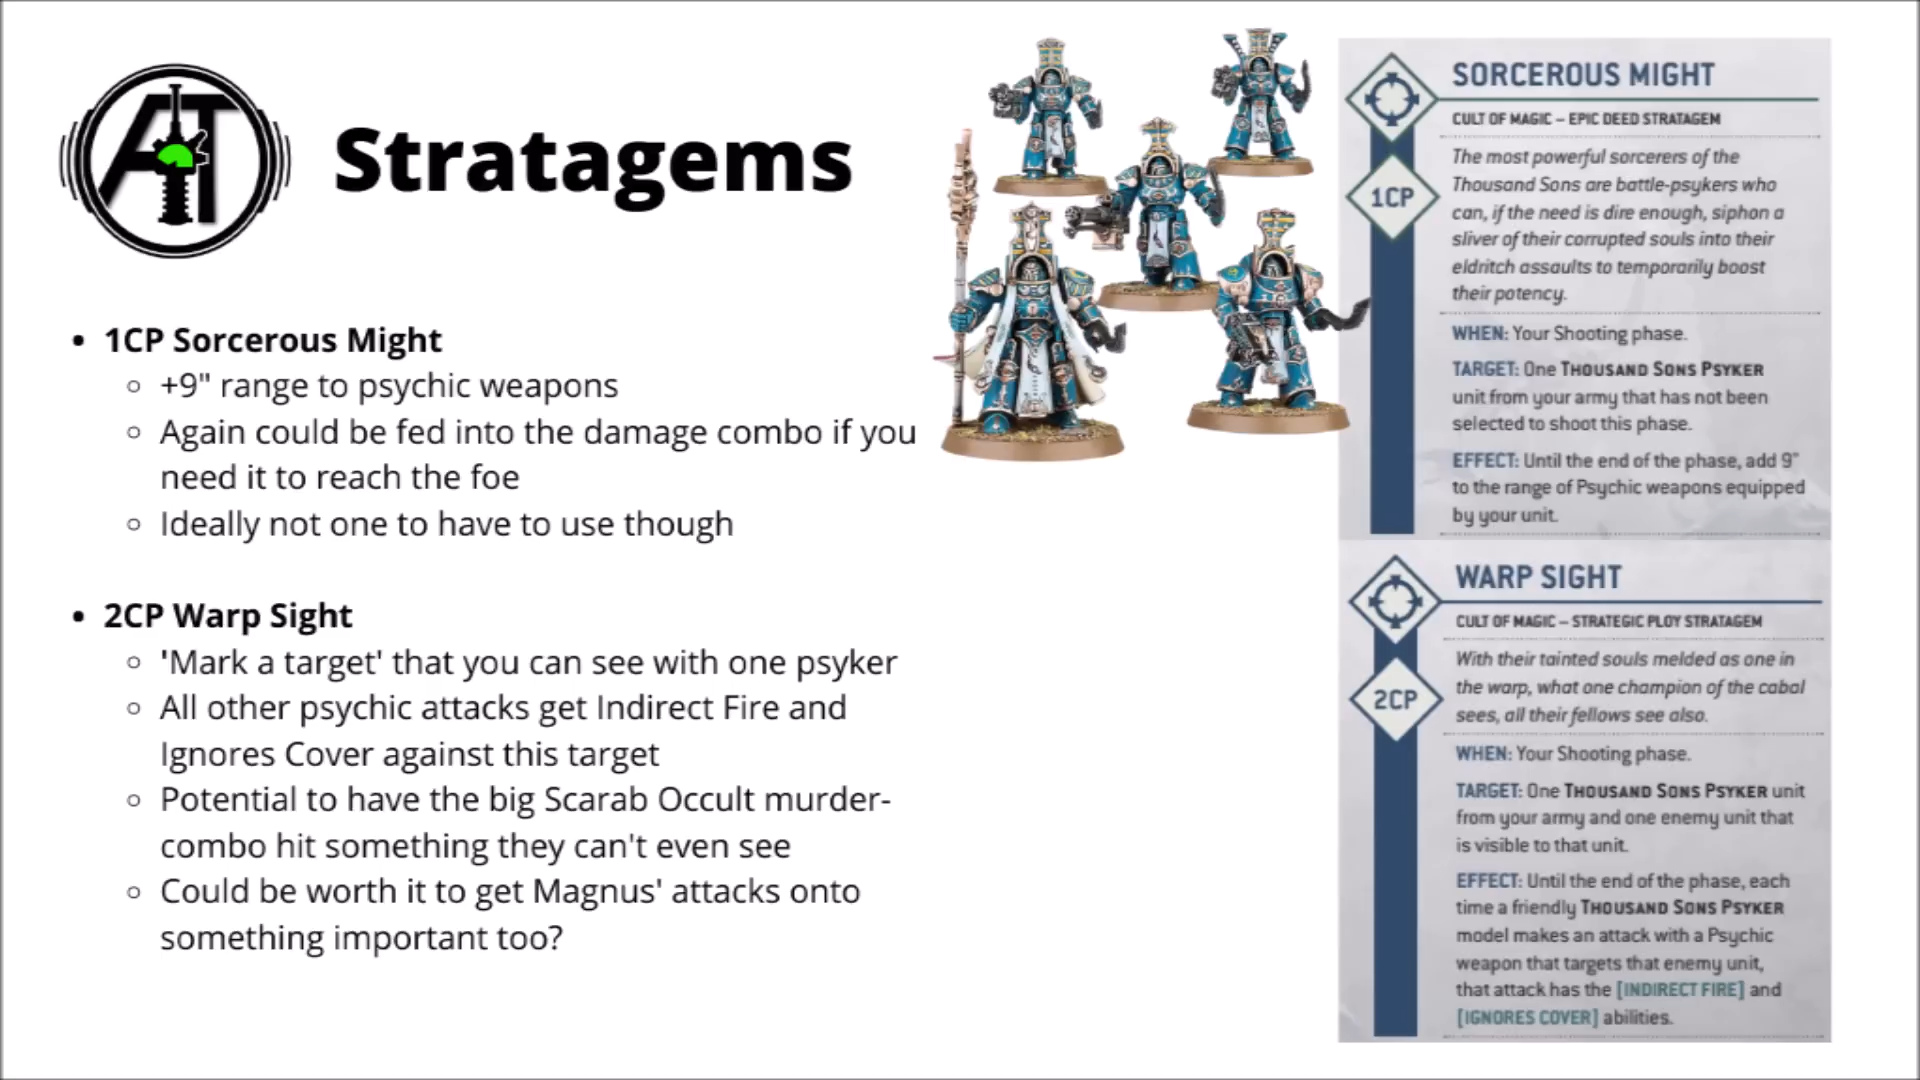 AT
Stratagems
• 1CP Sorcerous Might
○ +9" range to psychic weapons
○ Again could be fed into the damage combo if you
need it to reach the foe
○ Ideally not one to have to use though
• 2CP Warp Sight
○ 'Mark a target' that you can see with one psyker
○ All other psychic attacks get Indirect Fire and
Ignores Cover against this target
○ Potential to have the big Scarab Occult murder-
combo hit something they can't even see
○ Could be worth it to get Magnus' attacks onto
something important too?
SORCEROUS MIGHT
CULT OF MAGIC – EPIC DEED STRATAGEM
1CP
The most powerful sorcerers of the
Thousand Sons are battle-psykers who
can, if the need is dire enough, siphon a
sliver of their corrupted souls into their
eldritch assaults to temporarily boost
their potency.
WHEN: Your Shooting phase.
TARGET: One THOUSAND SONS PSYKER
unit from your army that has not been
selected to shoot this phase.
EFFECT: Until the end of the phase, add 9"
to the range of Psychic weapons equipped
by your unit.
WARP SIGHT
CULT OF MAGIC – STRATEGIC PLOY STRATAGEM
2CP
With their tainted souls melded as one in
the warp, what one champion of the cabal
sees, all their fellows see also.
WHEN: Your Shooting phase.
TARGET: One THOUSAND SONS PSYKER unit
from your army and one enemy unit that
is visible to that unit.
EFFECT: Until the end of the phase, each
time a friendly THOUSAND SONS PSYKER
model makes an attack with a Psychic
weapon that targets that enemy unit,
that attack has the [INDIRECT FIRE] and
[IGNORES COVER] abilities.